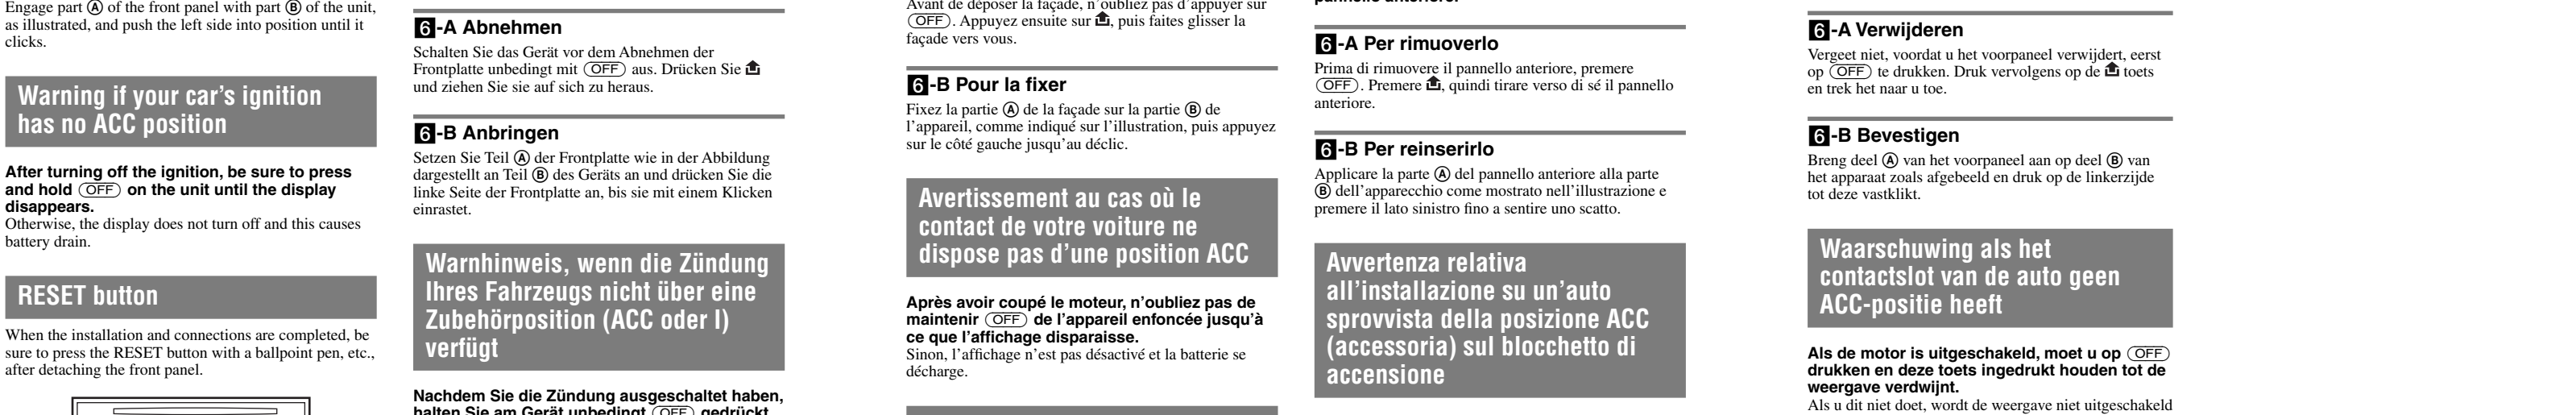 Engage part Ⓐ of the front panel with part Ⓑ of the unit,
as illustrated, and push the left side into position until it
clicks.
Warning if your car's ignition
has no ACC position
After turning off the ignition, be sure to press
and hold (OFF) on the unit until the display
disappears.
Otherwise, the display does not turn off and this causes
battery drain.
RESET button
When the installation and connections are completed, be
sure to press the RESET button with a ballpoint pen, etc.,
after detaching the front panel.
6-A Abnehmen
Schalten Sie das Gerät vor dem Abnehmen der
Frontplatte unbedingt mit (OFF) aus. Drücken Sie
und ziehen Sie sie auf sich zu heraus.
6-B Anbringen
Setzen Sie Teil Ⓐ der Frontplatte wie in der Abbildung
dargestellt an Teil Ⓑ des Geräts an und drücken Sie die
linke Seite der Frontplatte an, bis sie mit einem Klicken
einrastet.
Warnhinweis, wenn die Zündung
Ihres Fahrzeugs nicht über eine
Zubehörposition (ACC oder I)
verfügt
Nachdem Sie die Zündung ausgeschaltet haben,
halten Sie am Gerät unbedingt (OFF) gedrückt,
Avant de déposer la façade, n'oubliez pas d'appuyer sur
(OFF). Appuyez ensuite sur , puis faites glisser la
façade vers vous.
6-B Pour la fixer
Fixez la partie Ⓐ de la façade sur la partie Ⓑ de
l'appareil, comme indiqué sur l'illustration, puis appuyez
sur le côté gauche jusqu'au déclic.
Avertissement au cas où le
contact de votre voiture ne
dispose pas d'une position ACC
Après avoir coupé le moteur, n'oubliez pas de
maintenir (OFF) de l'appareil enfoncée jusqu'à
ce que l'affichage disparaisse.
Sinon, l'affichage n'est pas désactivé et la batterie se
décharge.
pannello anteriore.
6-A Per rimuoverlo
Prima di rimuovere il pannello anteriore, premere
(OFF). Premere , quindi tirare verso di sé il pannello
anteriore.
6-B Per reinserirlo
Applicare la parte Ⓐ del pannello anteriore alla parte
Ⓑ dell'apparecchio come mostrato nell'illustrazione e
premere il lato sinistro fino a sentire uno scatto.
Avvertenza relativa
all'installazione su un'auto
sprovvista della posizione ACC
(accessoria) sul blocchetto di
accensione
6-A Verwijderen
Vergeet niet, voordat u het voorpaneel verwijdert, eerst
op (OFF) te drukken. Druk vervolgens op de toets
en trek het naar u toe.
6-B Bevestigen
Breng deel Ⓐ van het voorpaneel aan op deel Ⓑ van
het apparaat zoals afgebeeld en druk op de linkerzijde
tot deze vastklikt.
Waarschuwing als het
contactslot van de auto geen
ACC-positie heeft
Als de motor is uitgeschakeld, moet u op (OFF)
drukken en deze toets ingedrukt houden tot de
weergave verdwijnt.
Als u dit niet doet, wordt de weergave niet uitgeschakeld